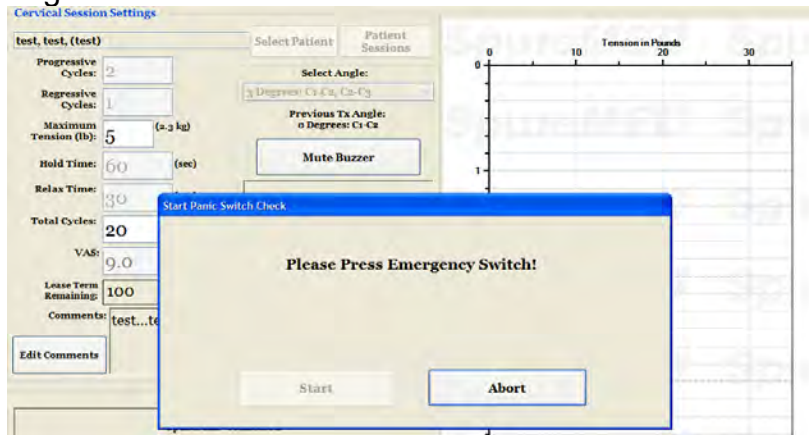 Cervical Session Settings
test, test, (test)
Select Patient
Patient
Sessions
Progressive
Cycles:
2
Select Angle:
Regressive
Cycles:
1
3 Degrees: C1-C2, C2-C3
Previous Tx Angle:
0 Degrees: C1-C2
Maximum
Tension (lb):
5
(2.3 kg)
Mute Buzzer
Hold Time:
60
(sec)
Relax Time:
30
Total Cycles:
20
VAS:
9.0
Lease Term
Remaining:
100
Comments:
test...te
Edit Comments
Start Panic Switch Check
Please Press Emergency Switch!
Start
Abort
Tension in Pounds
0
10
20
30
0
1